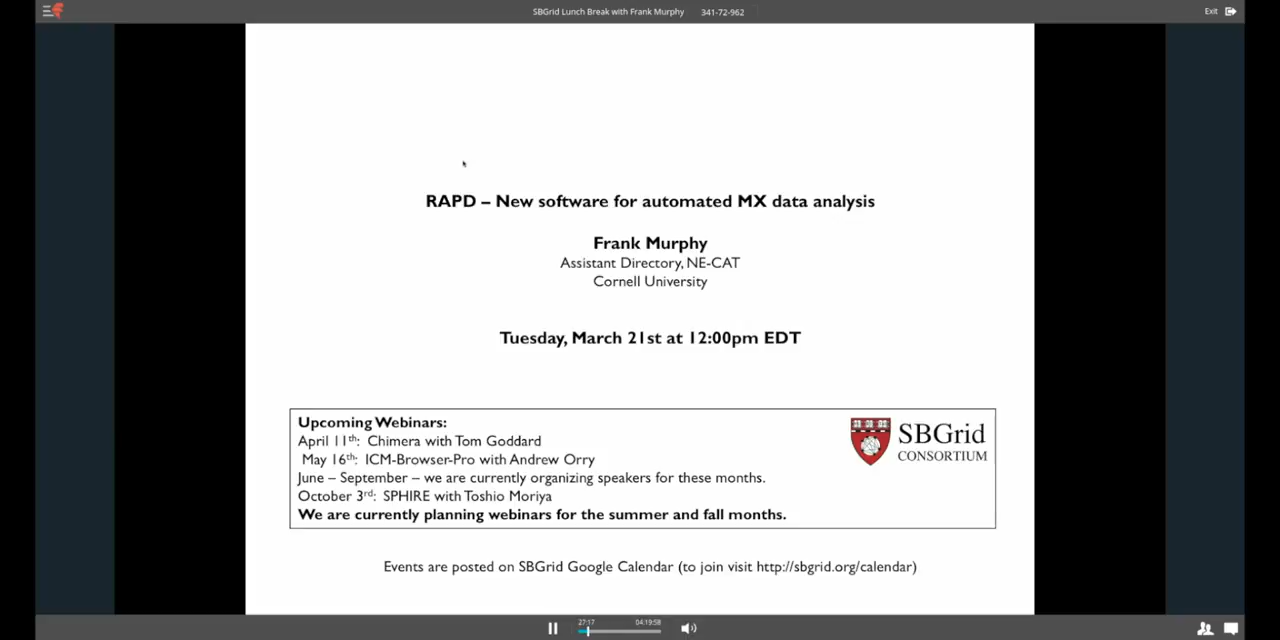 SBGrid Lunch Break with Frank Murphy 341-72-962 Exit
RAPD – New software for automated MX data analysis
Frank Murphy
Assistant Directory, NE-CAT
Cornell University
Tuesday, March 21st at 12:00pm EDT
Upcoming Webinars:
April 11th: Chimera with Tom Goddard
May 16th: ICM-Browser-Pro with Andrew Orry
June – September – we are currently organizing speakers for these months.
October 3rd: SPHIRE with Toshio Moriya
We are currently planning webinars for the summer and fall months.
SBGrid
CONSORTIUM
Events are posted on SBGrid Google Calendar (to join visit http://sbgrid.org/calendar)
27:17 04:19:58